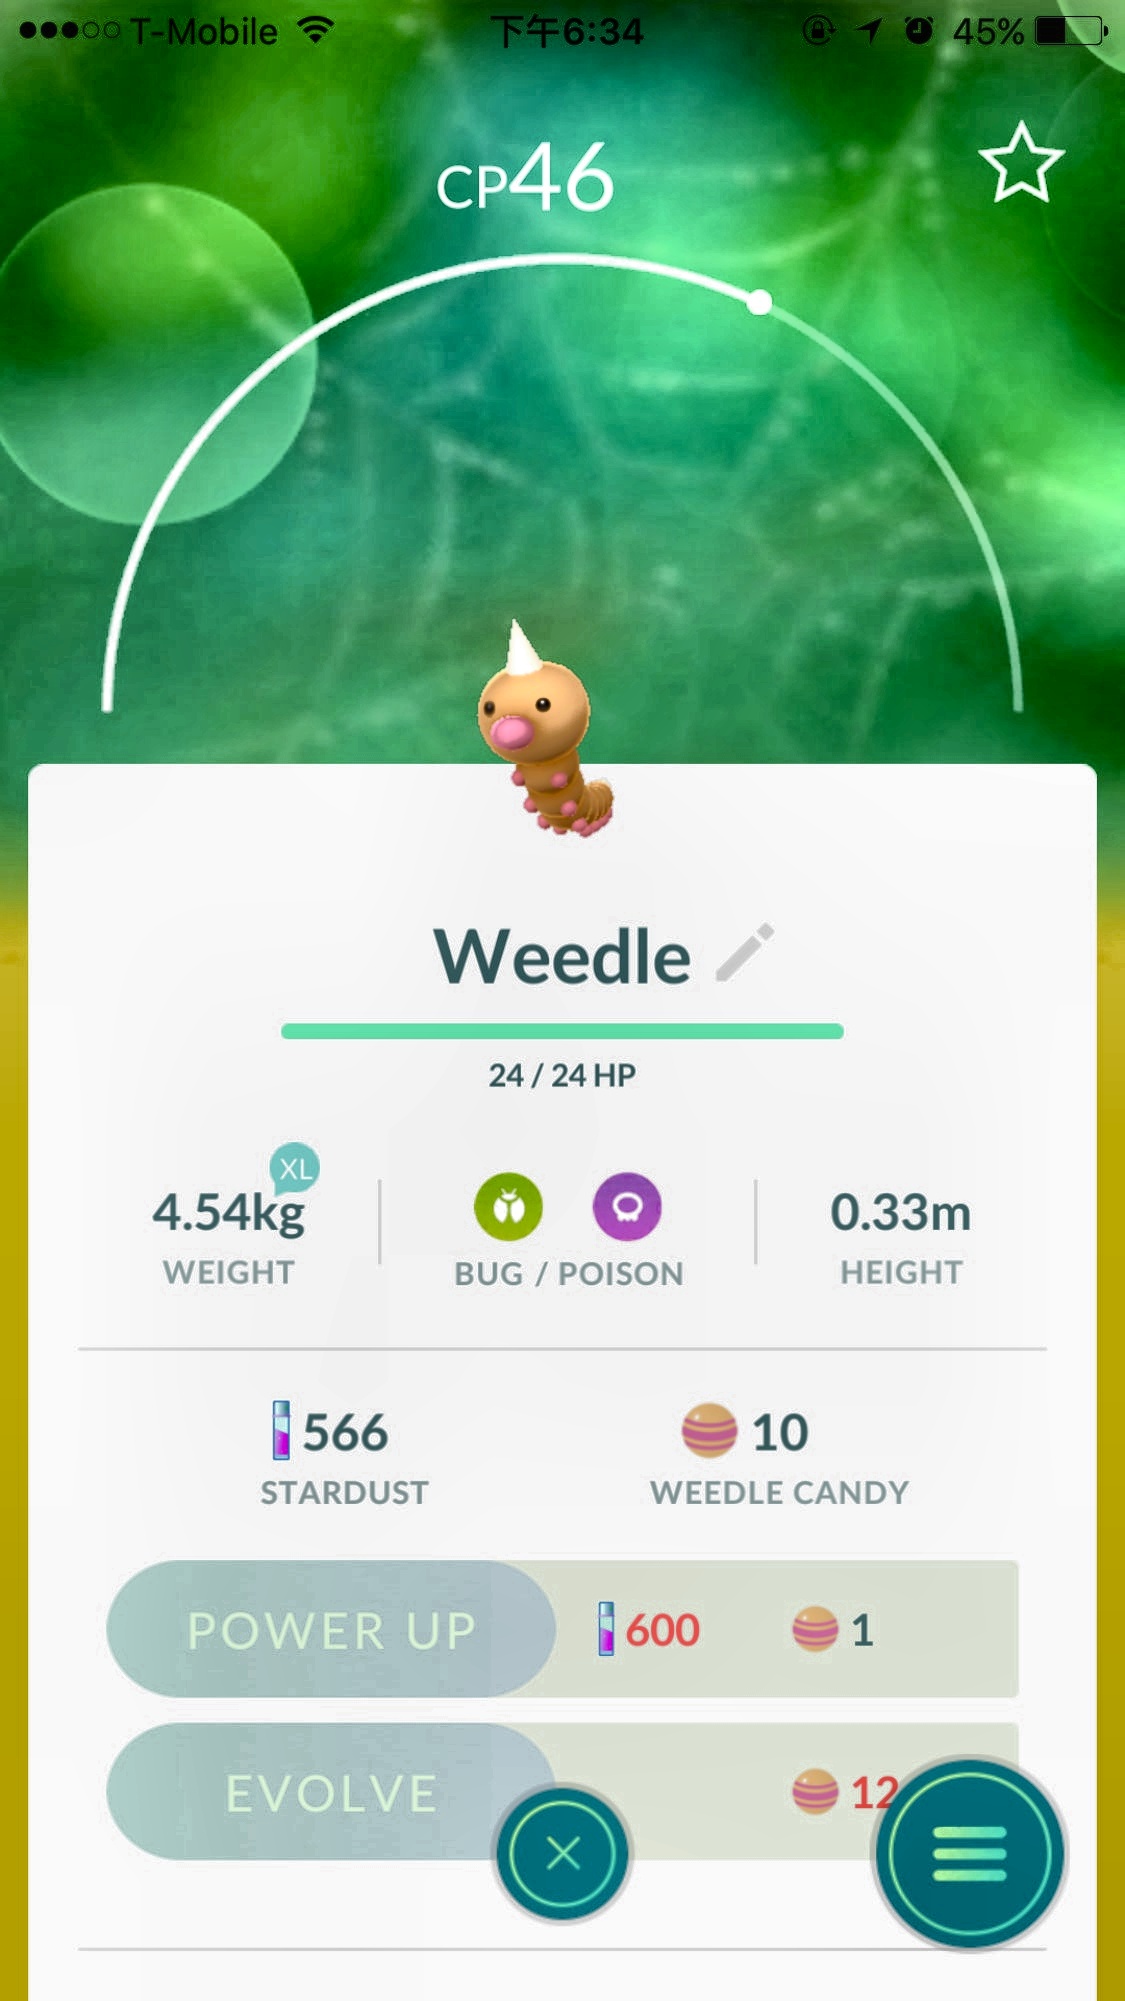 T-Mobile 下午6:34 45%
CP46
Weedle
24 / 24 HP
XL
4.54kg 0.33m
WEIGHT BUG / POISON HEIGHT
566 10
STARDUST WEEDLE CANDY
POWER UP 600 1
EVOLVE 12